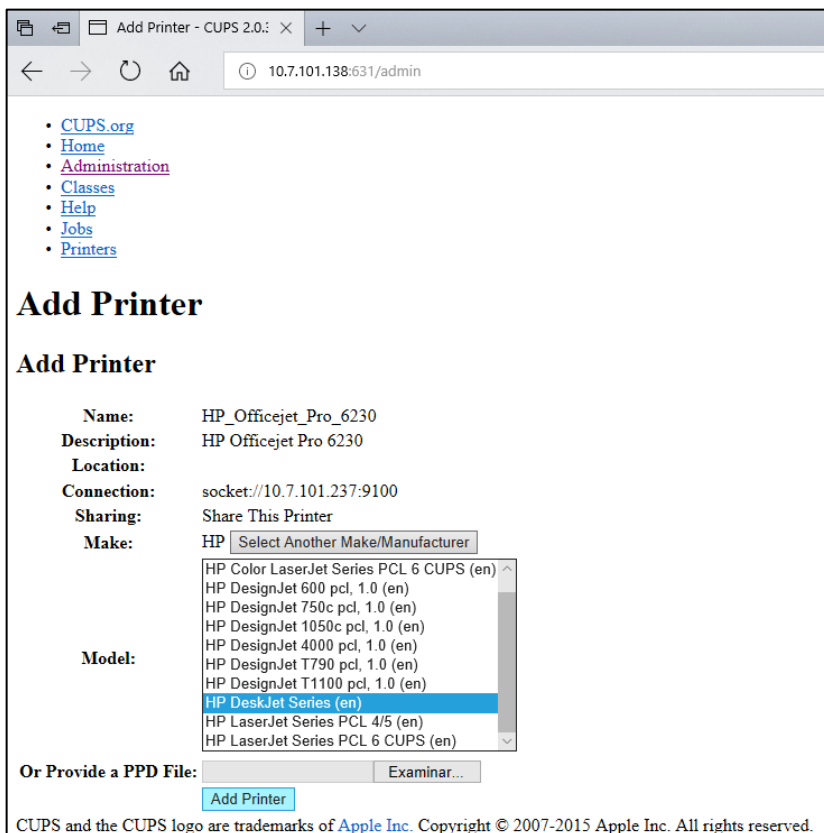 Add Printer - CUPS 2.0.:
10.7.101.138:631/admin
• CUPS.org
• Home
• Administration
• Classes
• Help
• Jobs
• Printers
Add Printer
Add Printer
Name: HP_Officejet_Pro_6230
Description: HP Officejet Pro 6230
Location:
Connection: socket://10.7.101.237:9100
Sharing: Share This Printer
Make: HP Select Another Make/Manufacturer
HP Color LaserJet Series PCL 6 CUPS (en)
HP DesignJet 600 pcl, 1.0 (en)
HP DesignJet 750c pcl, 1.0 (en)
HP DesignJet 1050c pcl, 1.0 (en)
HP DesignJet 4000 pcl, 1.0 (en)
Model: HP DesignJet T790 pcl, 1.0 (en)
HP DesignJet T1100 pcl, 1.0 (en)
HP DeskJet Series (en)
HP LaserJet Series PCL 4/5 (en)
HP LaserJet Series PCL 6 CUPS (en)
Or Provide a PPD File: Examinar...
Add Printer
CUPS and the CUPS logo are trademarks of Apple Inc. Copyright © 2007-2015 Apple Inc. All rights reserved.